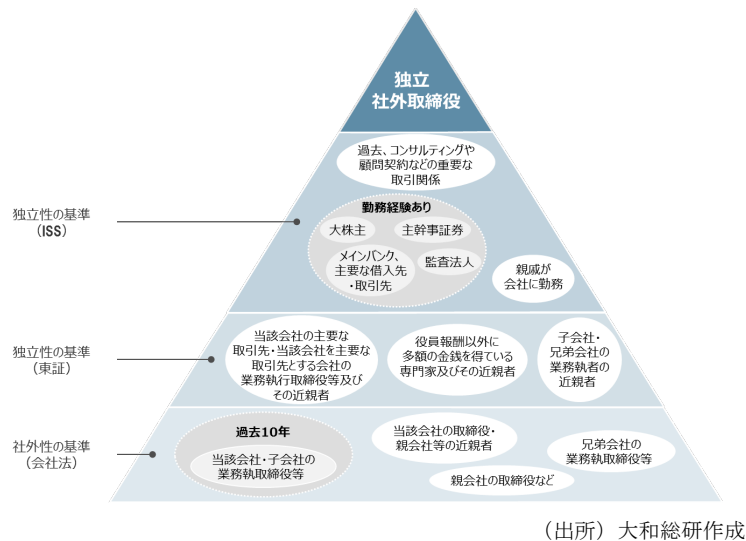 独立
社外取締役
過去、コンサルティングや
顧問契約などの重要な
取引関係
独立性の基準
（ISS）
勤務経験あり
大株主
主幹事証券
メインバンク、
主要な借入先
・取引先
監査法人
親戚が
会社に勤務
独立性の基準
（東証）
当該会社の主要な
取引先・当該会社を主要な
取引先とする会社の
業務執行取締役等及び
その近親者
役員報酬以外に
多額の金銭を得ている
専門家及びその近親者
子会社・
兄弟会社の
業務執者の
近親者
社外性の基準
（会社法）
過去10年
当該会社・子会社の
業務執取締役等
当該会社の取締役・
親会社等の近親者
兄弟会社の
業務執取締役等
親会社の取締役など
（出所）大和総研作成